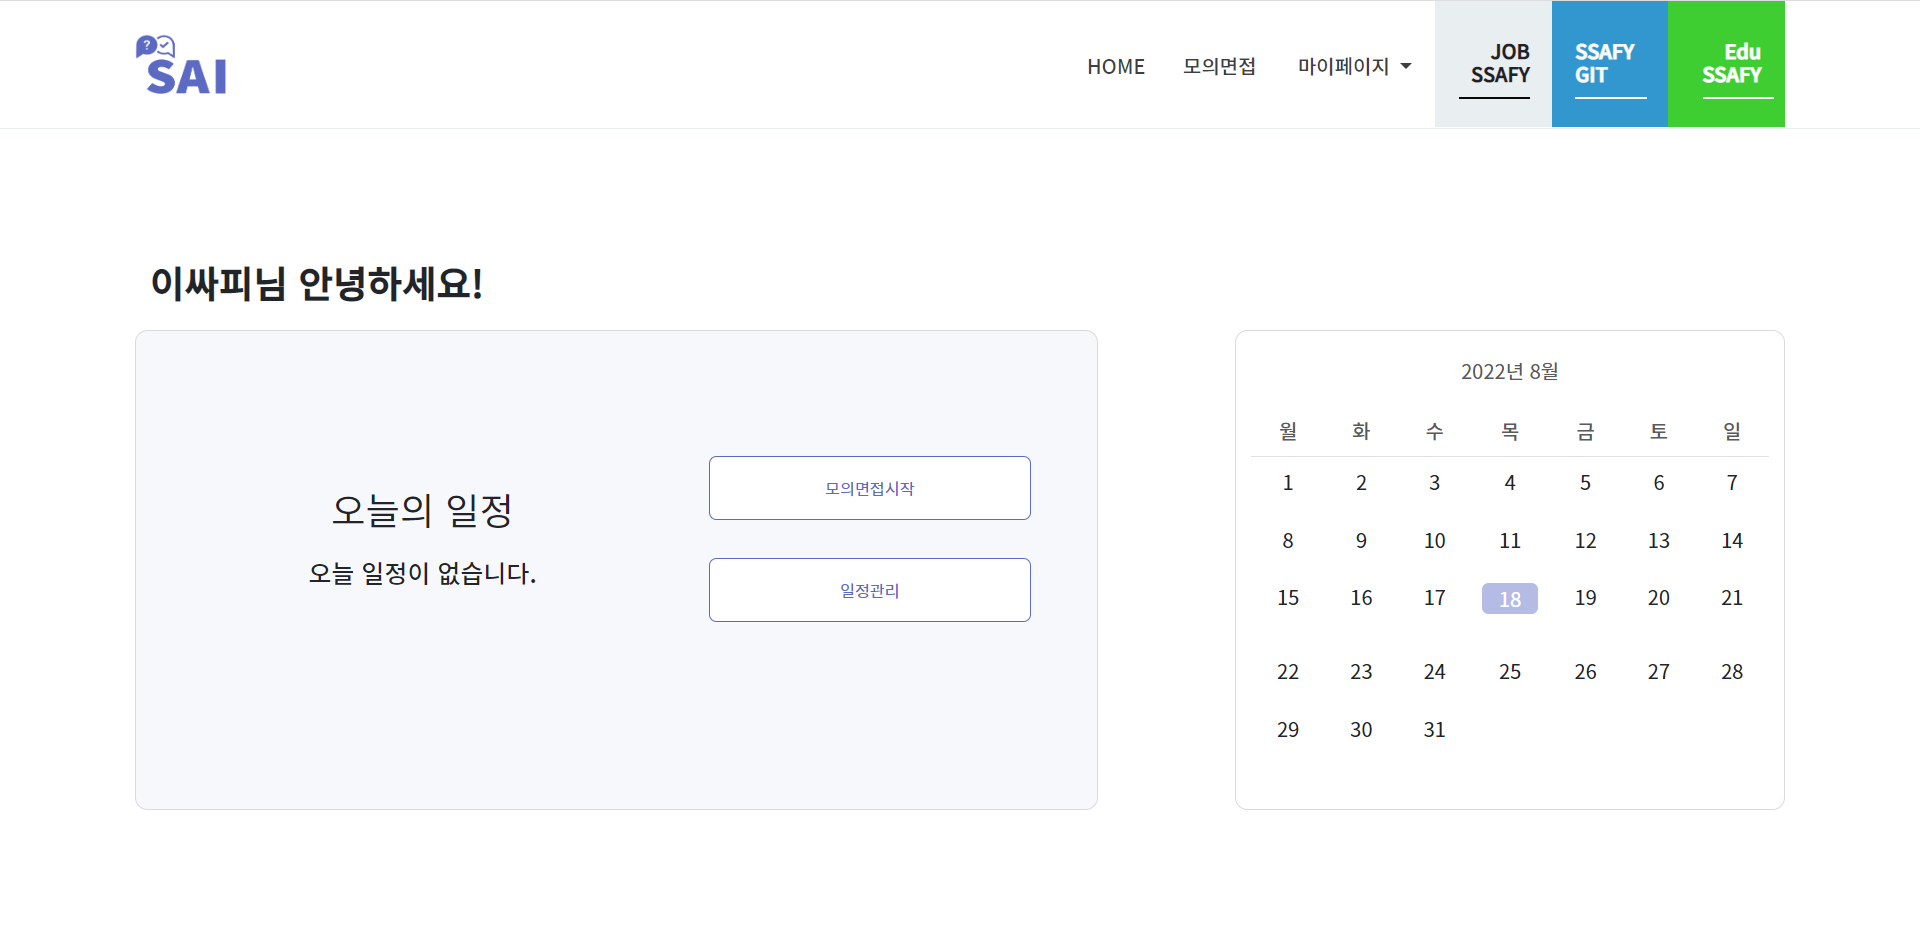 ?
SAI
HOME 모의면접 마이페이지
JOB
SSAFY
SSAFY
GIT
Edu
SSAFY
이싸피님 안녕하세요!
오늘의 일정
오늘 일정이 없습니다.
모의면접시작
일정관리
2022년 8월
월 화 수 목 금 토 일
1 2 3 4 5 6 7
8 9 10 11 12 13 14
15 16 17 18 19 20 21
22 23 24 25 26 27 28
29 30 31